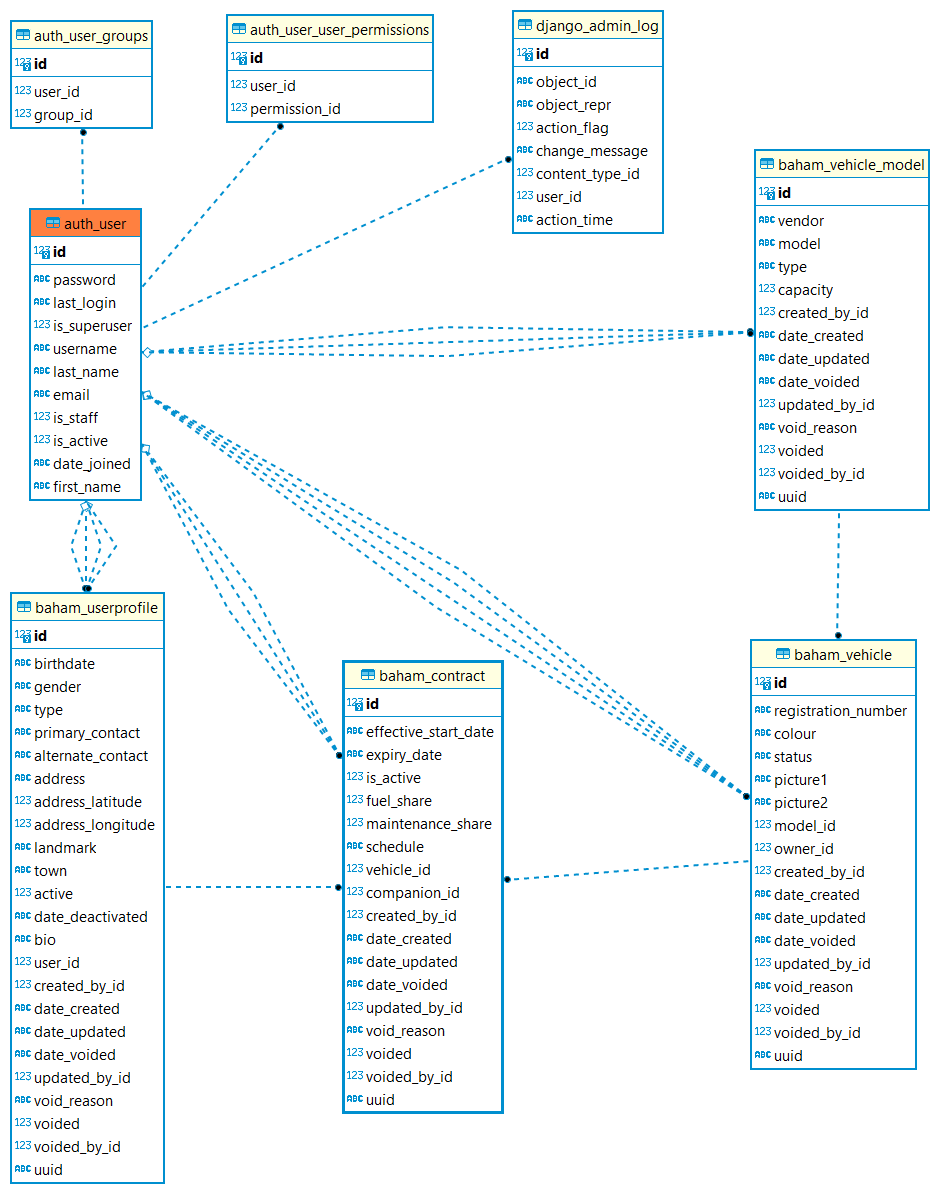 auth_user_groups
123 id
123 user_id
123 group_id
auth_user_user_permissions
123 id
123 user_id
123 permission_id
django_admin_log
123 id
ABC object_id
ABC object_repr
123 action_flag
ABC change_message
123 content_type_id
123 user_id
ABC action_time
baham_vehicle_model
123 id
ABC vendor
ABC model
ABC type
123 capacity
123 created_by_id
ABC date_created
ABC date_updated
ABC date_voided
123 updated_by_id
ABC void_reason
123 voided
123 voided_by_id
ABC uuid
auth_user
123 id
ABC password
ABC last_login
123 is_superuser
ABC username
ABC last_name
ABC email
123 is_staff
123 is_active
ABC date_joined
ABC first_name
baham_userprofile
123 id
ABC birthdate
ABC gender
ABC type
ABC primary_contact
ABC alternate_contact
ABC address
123 address_latitude
123 address_longitude
ABC landmark
ABC town
123 active
ABC date_deactivated
ABC bio
123 user_id
123 created_by_id
ABC date_created
ABC date_updated
ABC date_voided
123 updated_by_id
ABC void_reason
123 voided
123 voided_by_id
ABC uuid
baham_contract
123 id
ABC effective_start_date
ABC expiry_date
123 is_active
123 fuel_share
123 maintenance_share
ABC schedule
123 vehicle_id
123 companion_id
123 created_by_id
ABC date_created
ABC date_updated
ABC date_voided
123 updated_by_id
ABC void_reason
123 voided
123 voided_by_id
ABC uuid
baham_vehicle
123 id
ABC registration_number
ABC colour
ABC status
ABC picture1
ABC picture2
123 model_id
123 owner_id
123 created_by_id
ABC date_created
ABC date_updated
ABC date_voided
123 updated_by_id
ABC void_reason
123 voided
123 voided_by_id
ABC uuid